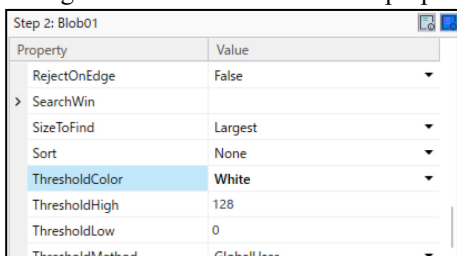 Step 2: Blob01
Property Value
RejectOnEdge False
SearchWin
SizeToFind Largest
Sort None
ThresholdColor White
ThresholdHigh 128
ThresholdLow 0
ThresholdMethod GlobalUser